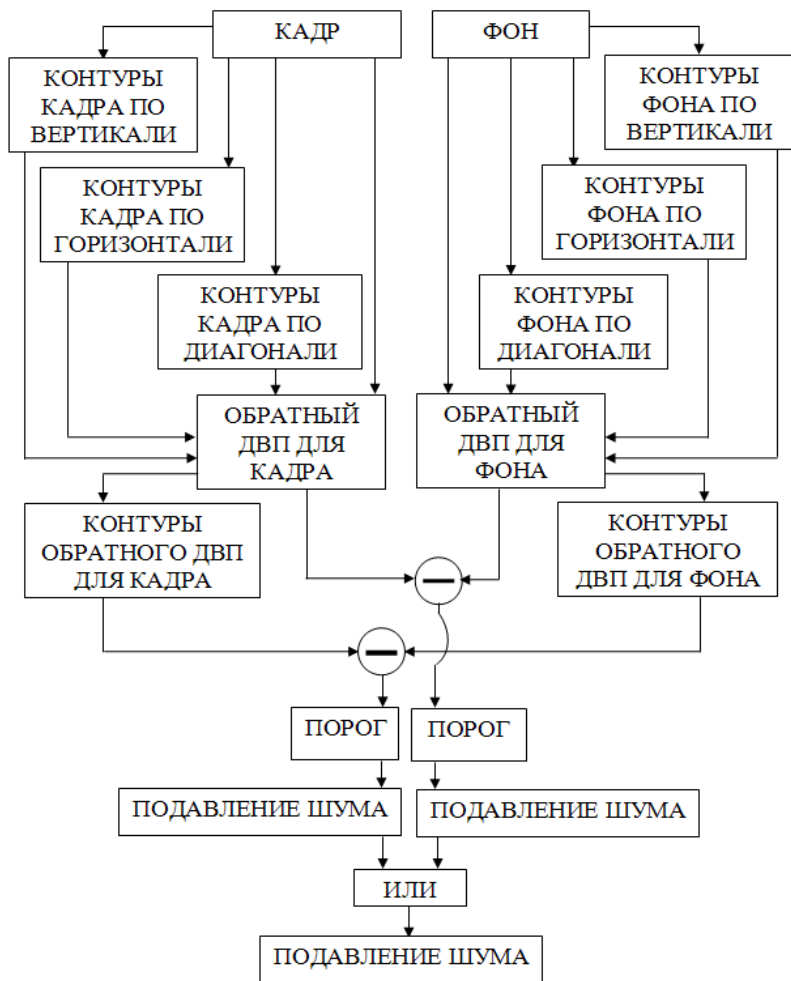 КАДР
ФОН
КОНТУРЫ
КАДРА ПО
ВЕРТИКАЛИ
КОНТУРЫ
ФОНА ПО
ВЕРТИКАЛИ
КОНТУРЫ
КАДРА ПО
ГОРИЗОНТАЛИ
КОНТУРЫ
ФОНА ПО
ГОРИЗОНТАЛИ
КОНТУРЫ
КАДРА ПО
ДИАГОНАЛИ
КОНТУРЫ
ФОНА ПО
ДИАГОНАЛИ
ОБРАТНЫЙ
ДВП ДЛЯ
КАДРА
ОБРАТНЫЙ
ДВП ДЛЯ
ФОНА
КОНТУРЫ
ОБРАТНОГО ДВП
ДЛЯ КАДРА
КОНТУРЫ
ОБРАТНОГО
ДВП ДЛЯ ФОНА
ПОРОГ
ПОРОГ
ПОДАВЛЕНИЕ ШУМА
ПОДАВЛЕНИЕ ШУМА
ИЛИ
ПОДАВЛЕНИЕ ШУМА